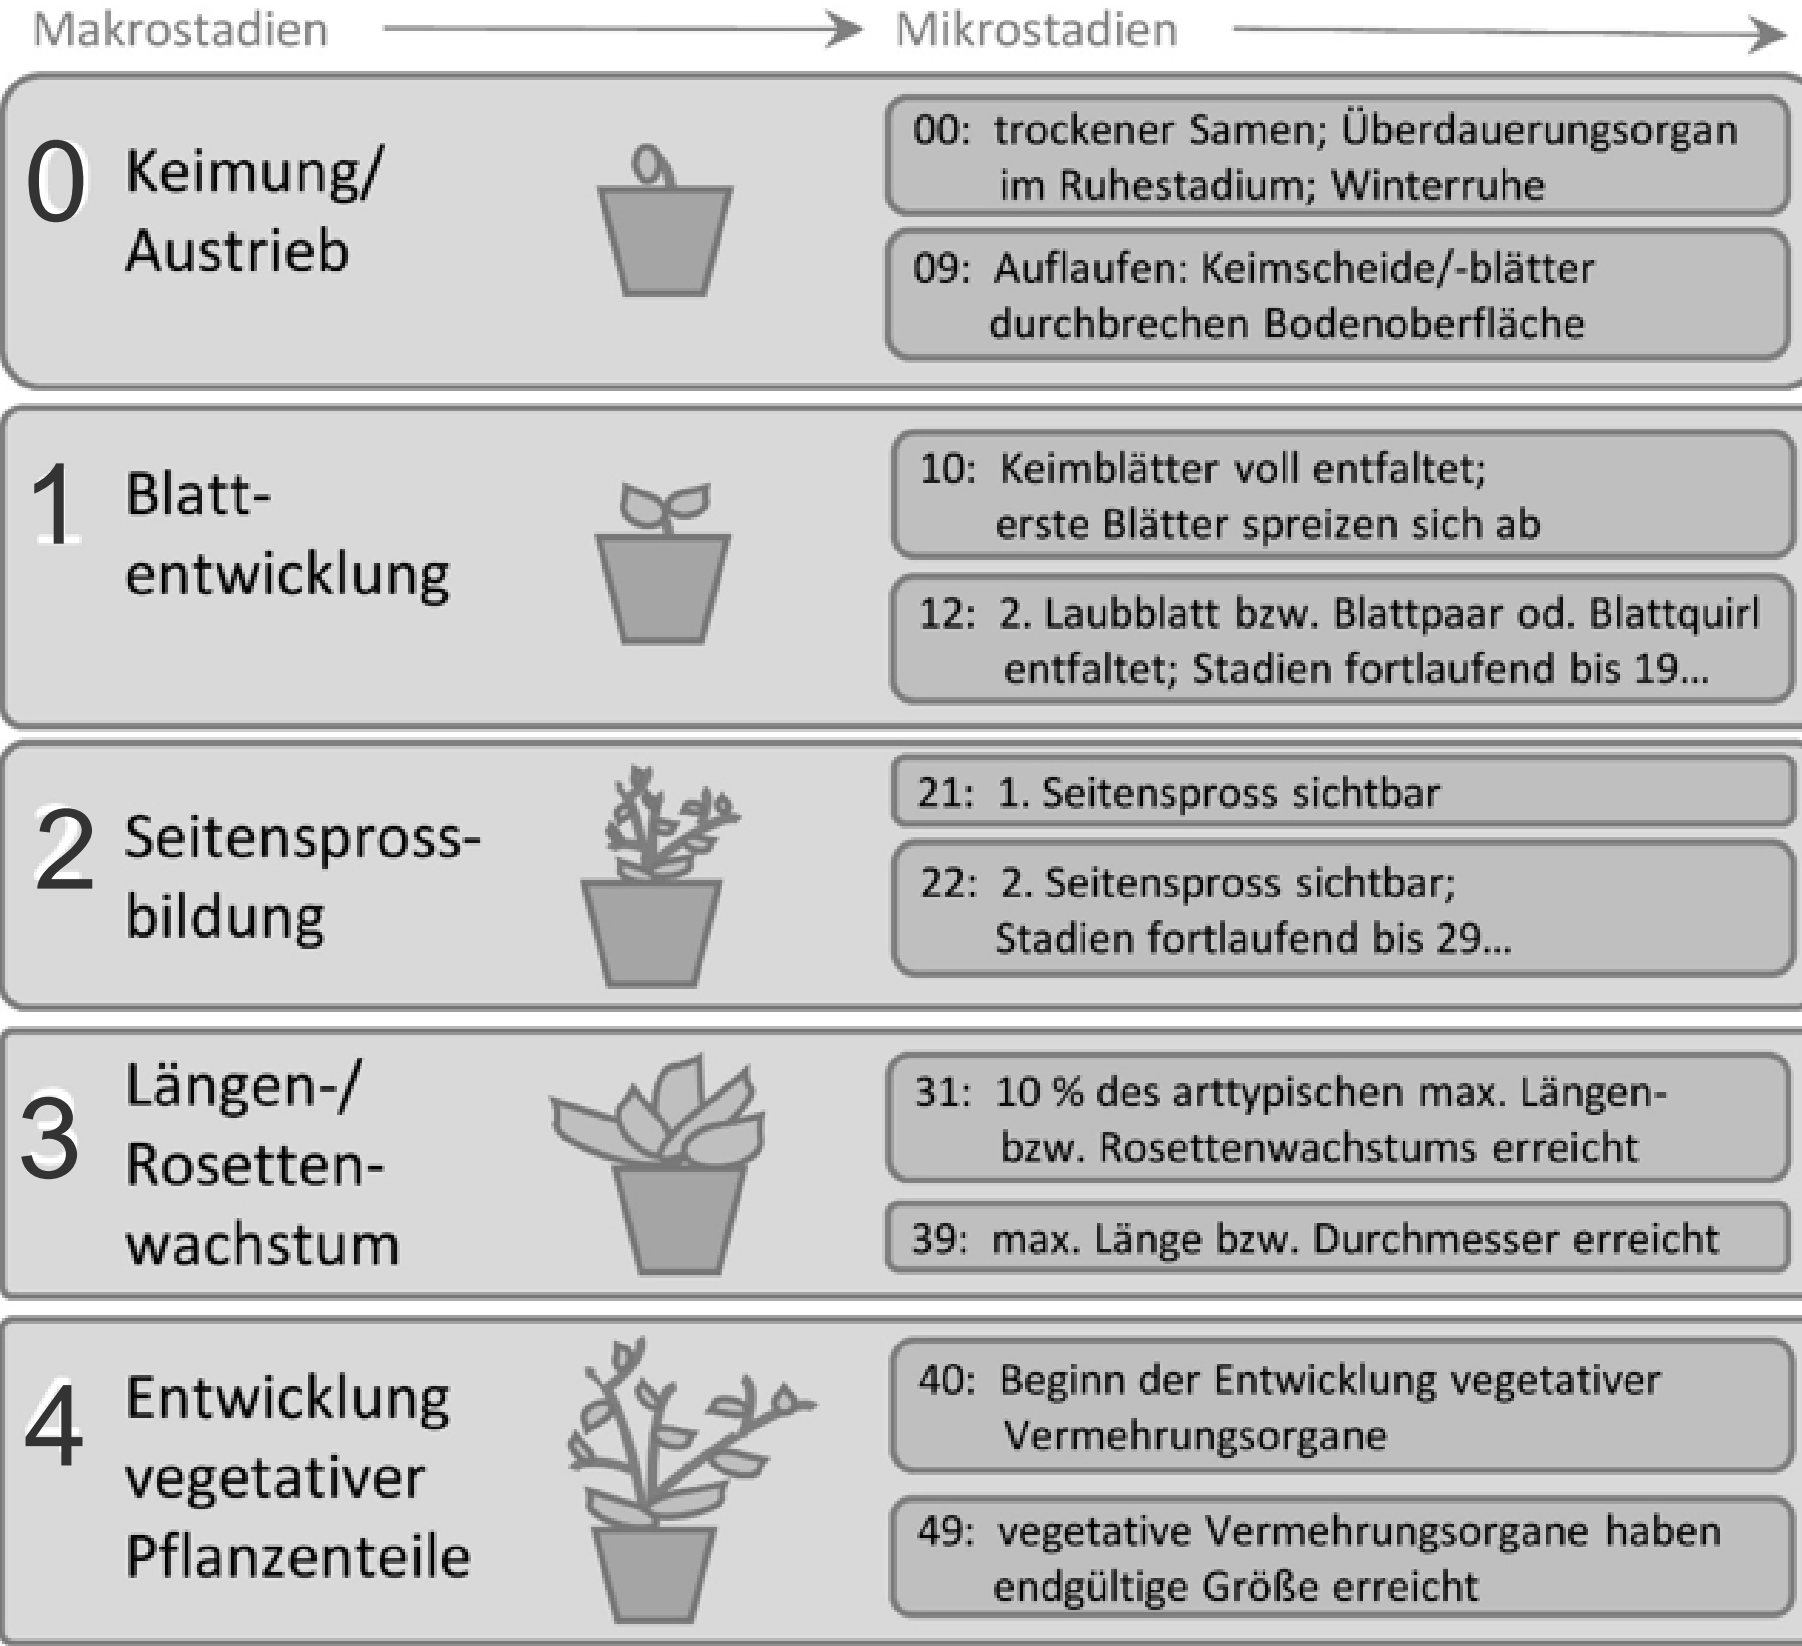 Makrostadien
Mikrostadien
0
Keimung/
Austrieb
00: trockener Samen; Überdauerungsorgan
im Ruhestadium; Winterruhe
09: Auflaufen: Keimscheide/-blätter
durchbrechen Bodenoberfläche
1
Blatt-
entwicklung
10: Keimblätter voll entfaltet;
erste Blätter spreizen sich ab
12: 2. Laubblatt bzw. Blattpaar od. Blattquirl
entfaltet; Stadien fortlaufend bis 19...
2
Seitenspross-
bildung
21: 1. Seitenspross sichtbar
22: 2. Seitenspross sichtbar;
Stadien fortlaufend bis 29...
3
Längen-/
Rosetten-
wachstum
31: 10 % des arttypischen max. Längen-
bzw. Rosettenwachstums erreicht
39: max. Länge bzw. Durchmesser erreicht
4
Entwicklung
vegetativer
Pflanzenteile
40: Beginn der Entwicklung vegetativer
Vermehrungsorgane
49: vegetative Vermehrungsorgane haben
endgültige Größe erreicht